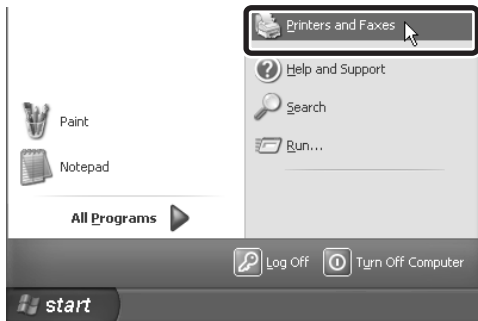 Printers and Faxes
Help and Support
Search
Run...
Paint
Notepad
All Programs
Log Off
Turn Off Computer
start